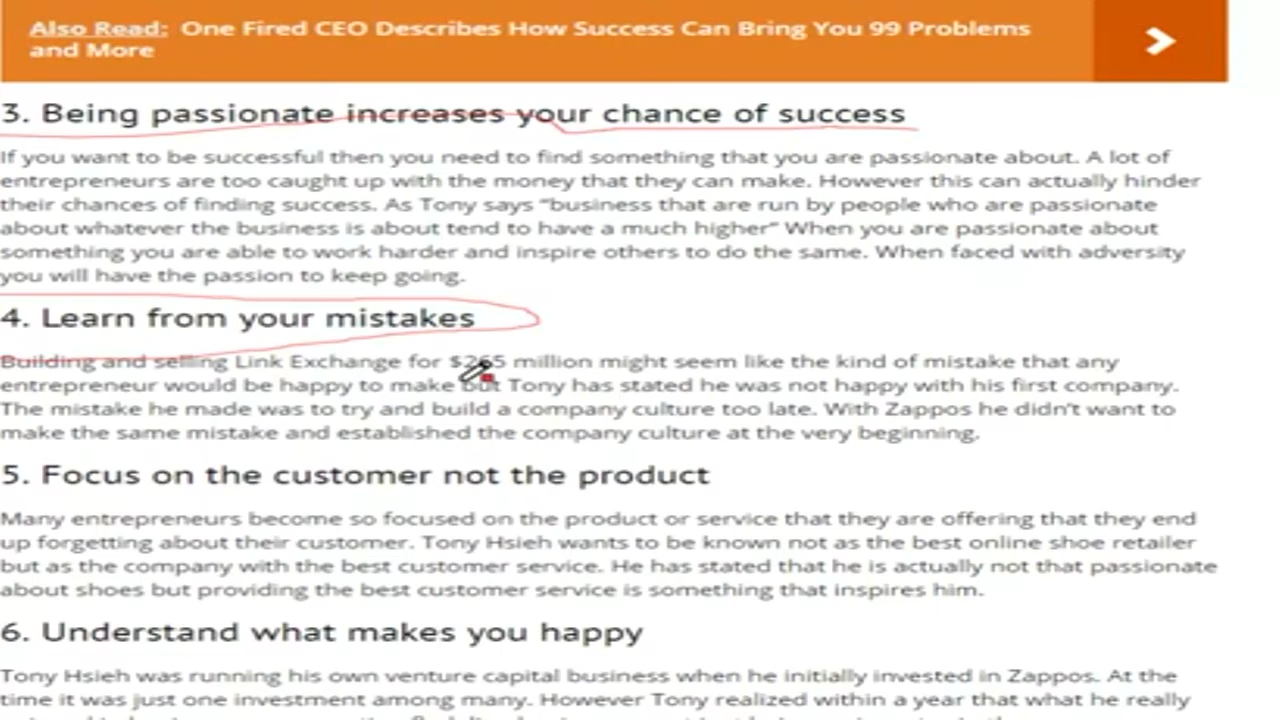 Also Read: One Fired CEO Describes How Success Can Bring You 99 Problems
and More
3. Being passionate increases your chance of success
If you want to be successful then you need to find something that you are passionate about. A lot of
entrepreneurs are too caught up with the money that they can make. However this can actually hinder
their chances of finding success. As Tony says “business that are run by people who are passionate
about whatever the business is about tend to have a much higher” When you are passionate about
something you are able to work harder and inspire others to do the same. When faced with adversity
you will have the passion to keep going.
4. Learn from your mistakes
Building and selling Link Exchange for $265 million might seem like the kind of mistake that any
entrepreneur would be happy to make but Tony has stated he was not happy with his first company.
The mistake he made was to try and build a company culture too late. With Zappos he didn’t want to
make the same mistake and established the company culture at the very beginning.
5. Focus on the customer not the product
Many entrepreneurs become so focused on the product or service that they are offering that they end
up forgetting about their customer. Tony Hsieh wants to be known not as the best online shoe retailer
but as the company with the best customer service. He has stated that he is actually not that passionate
about shoes but providing the best customer service is something that inspires him.
6. Understand what makes you happy
Tony Hsieh was running his own venture capital business when he initially invested in Zappos. At the
time it was just one investment among many. However Tony realized within a year that what he really